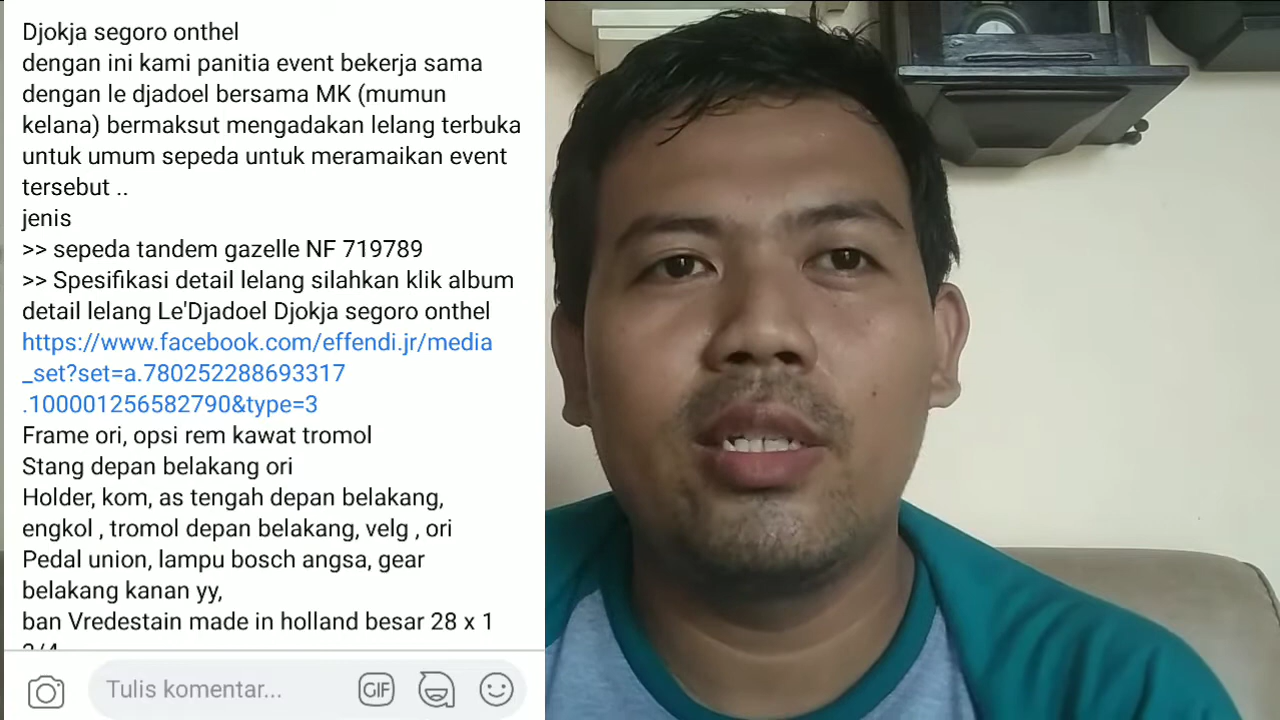 Djokja segoro onthel
dengan ini kami panitia event bekerja sama
dengan le djadoel bersama MK (mumun
kelana) bermaksut mengadakan lelang terbuka
untuk umum sepeda untuk meramaikan event
tersebut ..
jenis
>> sepeda tandem gazelle NF 719789
>> Spesifikasi detail lelang silahkan klik album
detail lelang Le'Djadoel Djokja segoro onthel
https://www.facebook.com/effendi.jr/media
_set?set=a.780252288693317
.100001256582790&type=3
Frame ori, opsi rem kawat tromol
Stang depan belakang ori
Holder, kom, as tengah depan belakang,
engkol , tromol depan belakang, velg , ori
Pedal union, lampu bosch angsa, gear
belakang kanan yy,
ban Vredestain made in holland besar 28 x 1
Tulis komentar...
GIF